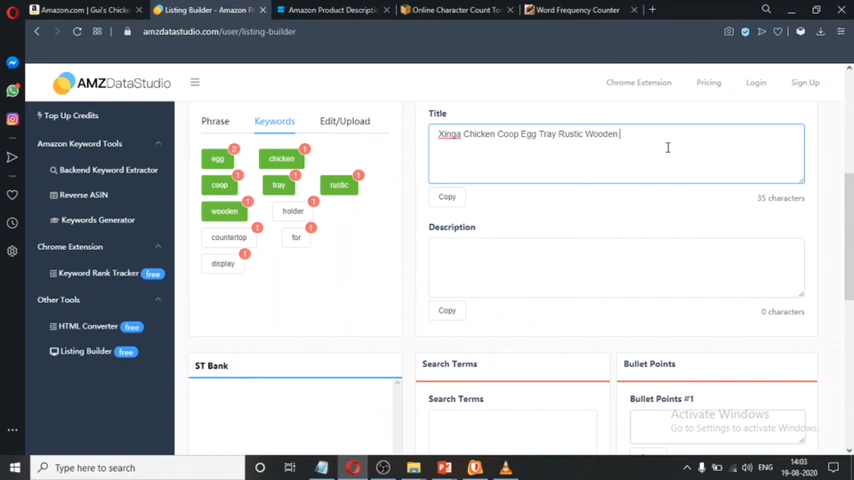 Amazon.com | Gui's Chicke
Listing Builder - Amazon P
Amazon Product Descripti
Online Character Count To
Word Frequency Counter
amzdatastudio.com/user/listing-builder
AMZDataStudio
Chrome Extension
Pricing
Login
Sign Up
Top Up Credits
Amazon Keyword Tools
Backend Keyword Extractor
Reverse ASIN
Keywords Generator
Chrome Extension
Keyword Rank Tracker free
Other Tools
HTML Converter free
Listing Builder free
Phrase
Keywords
Edit/Upload
egg 2
chicken 1
coop 1
tray 1
rustic 1
wooden 1
holder 1
countertop 1
for 1
display 1
Title
Xinga Chicken Coop Egg Tray Rustic Wooden
Copy
35 characters
Description
Copy
0 characters
ST Bank
Search Terms
Search Terms
Bullet Points
Bullet Points #1
Activate Windows
Go to Settings to activate Windows.
Type here to search
ENG
14:03
19-08-2020